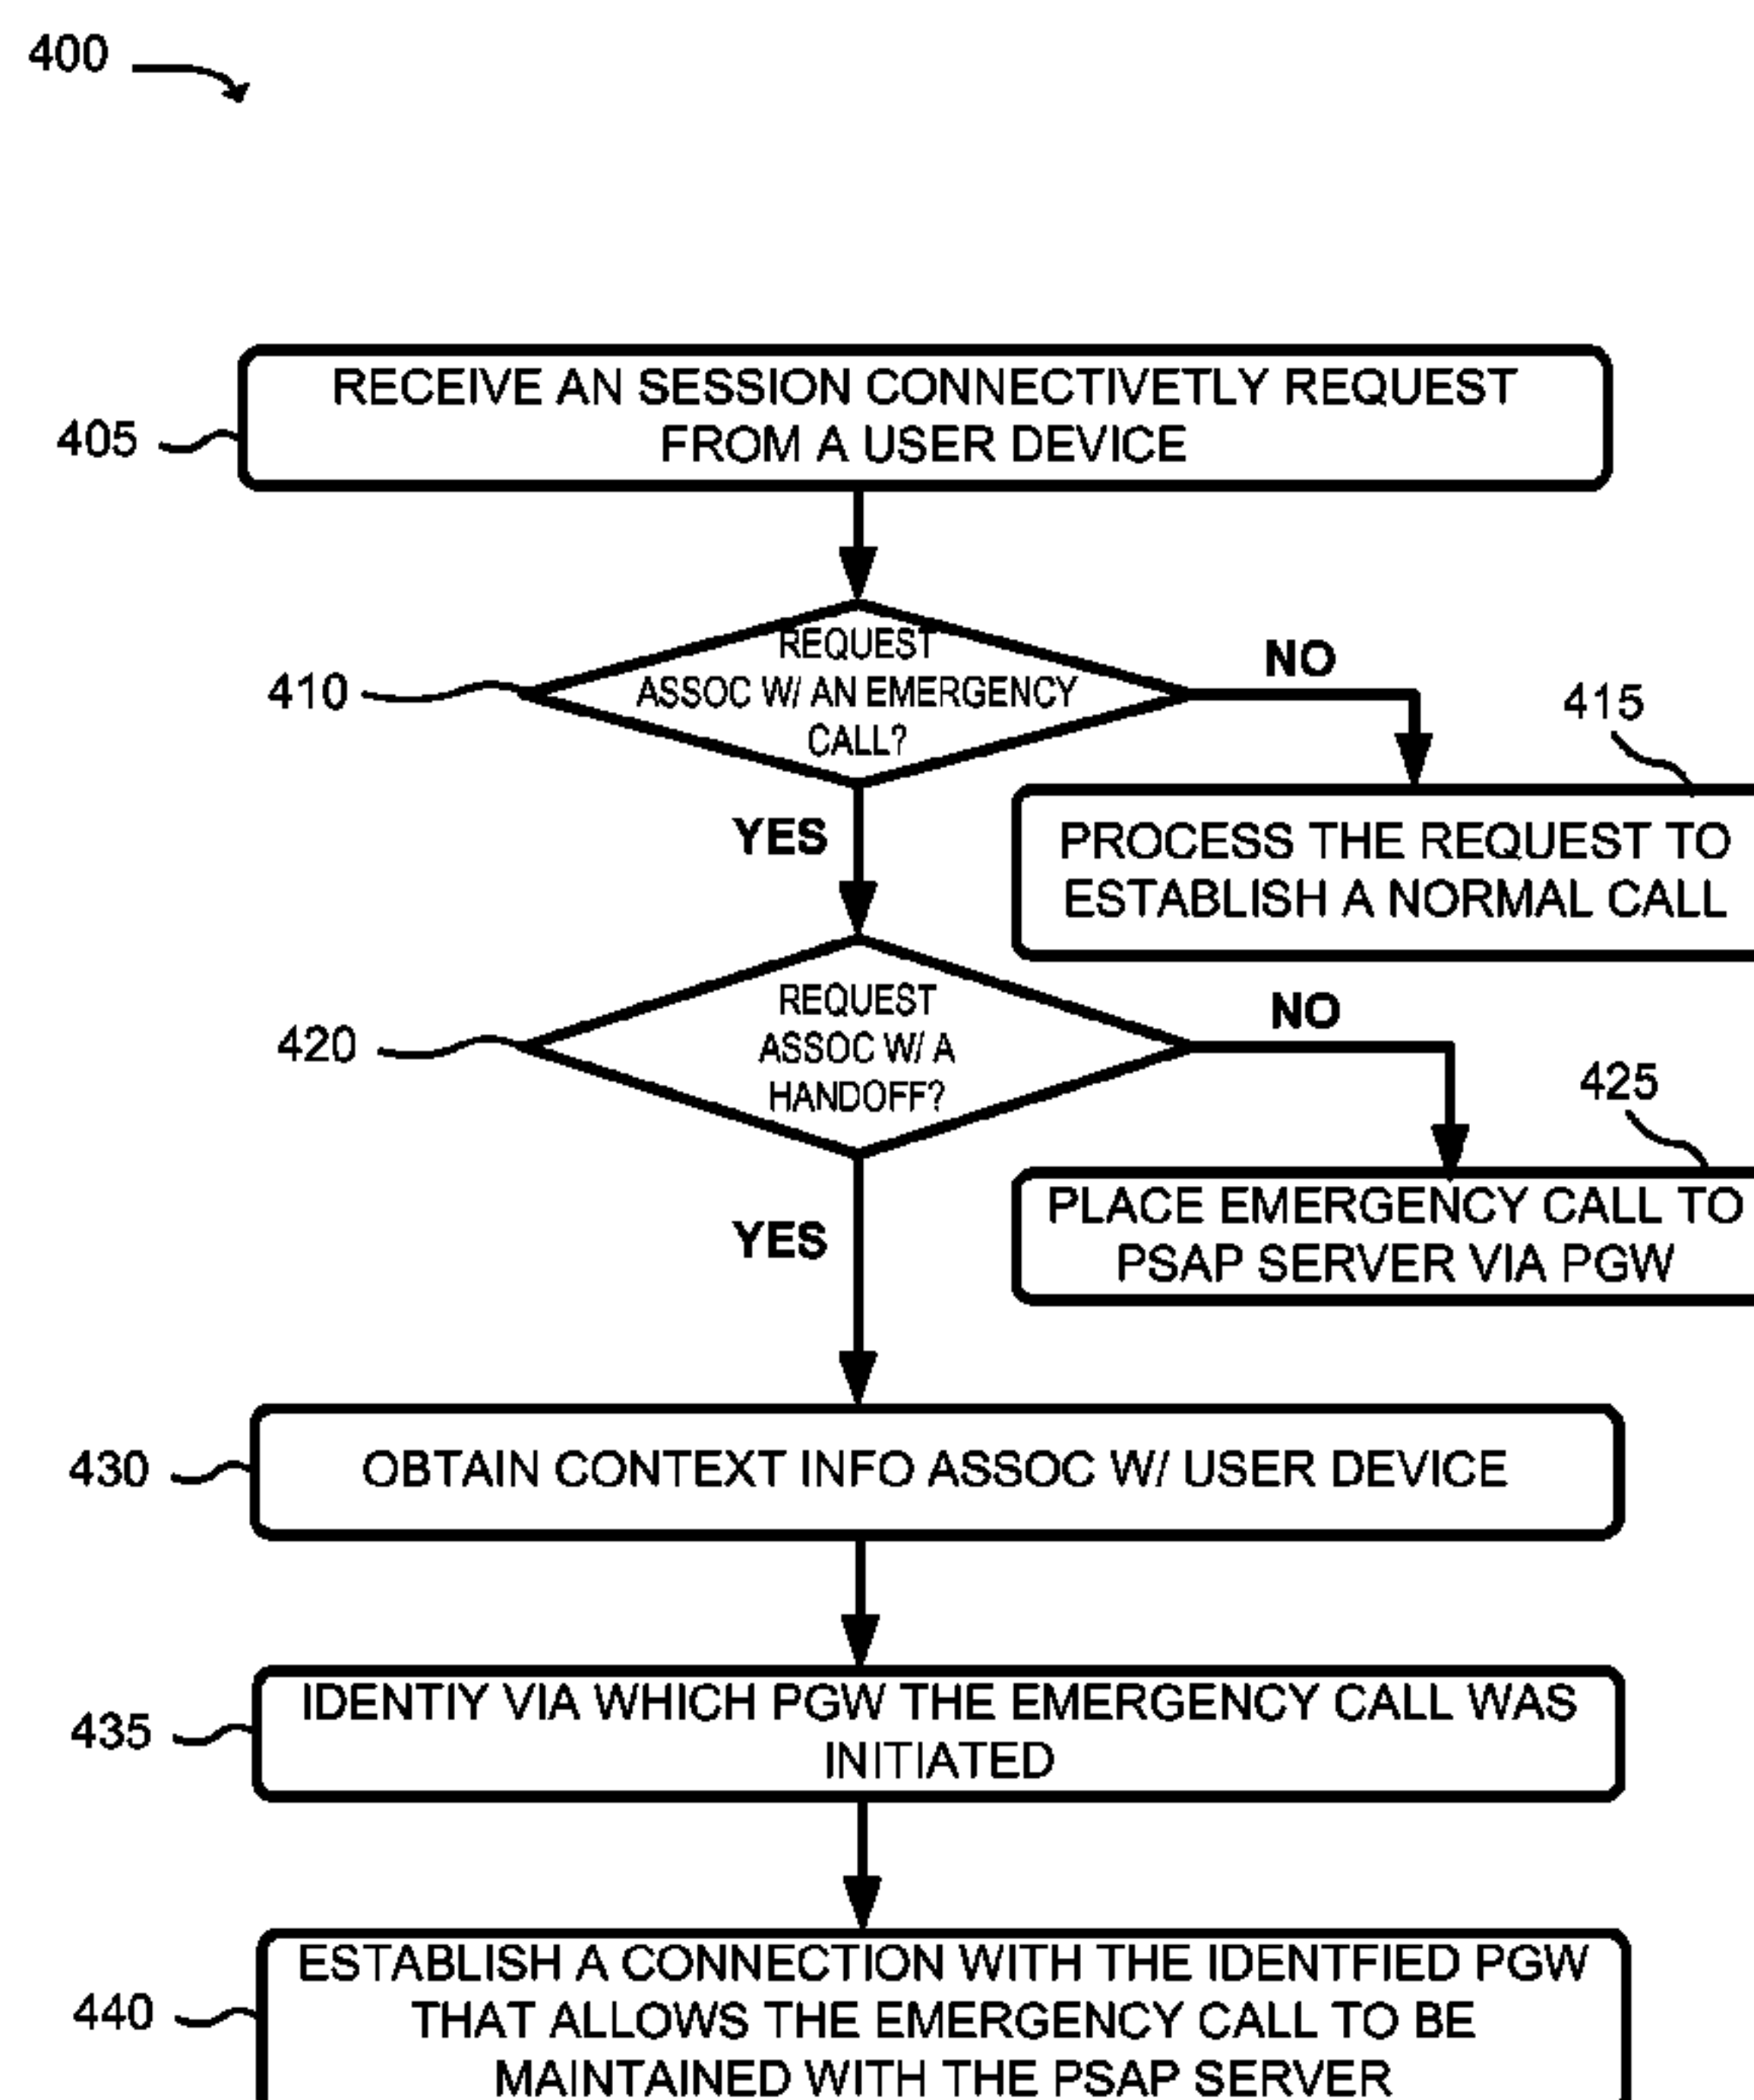 400
RECEIVE AN SESSION CONNECTIVETLY REQUEST
FROM A USER DEVICE
405
REQUEST
ASSOC W/ AN EMERGENCY
CALL?
410
NO
415
PROCESS THE REQUEST TO
ESTABLISH A NORMAL CALL
YES
REQUEST
ASSOC W/ A
HANDOFF?
420
NO
425
PLACE EMERGENCY CALL TO
PSAP SERVER VIA PGW
YES
430
OBTAIN CONTEXT INFO ASSOC W/ USER DEVICE
435
IDENTIY VIA WHICH PGW THE EMERGENCY CALL WAS
INITIATED
440
ESTABLISH A CONNECTION WITH THE IDENTFIED PGW
THAT ALLOWS THE EMERGENCY CALL TO BE
MAINTAINED WITH THE PSAP SERVER